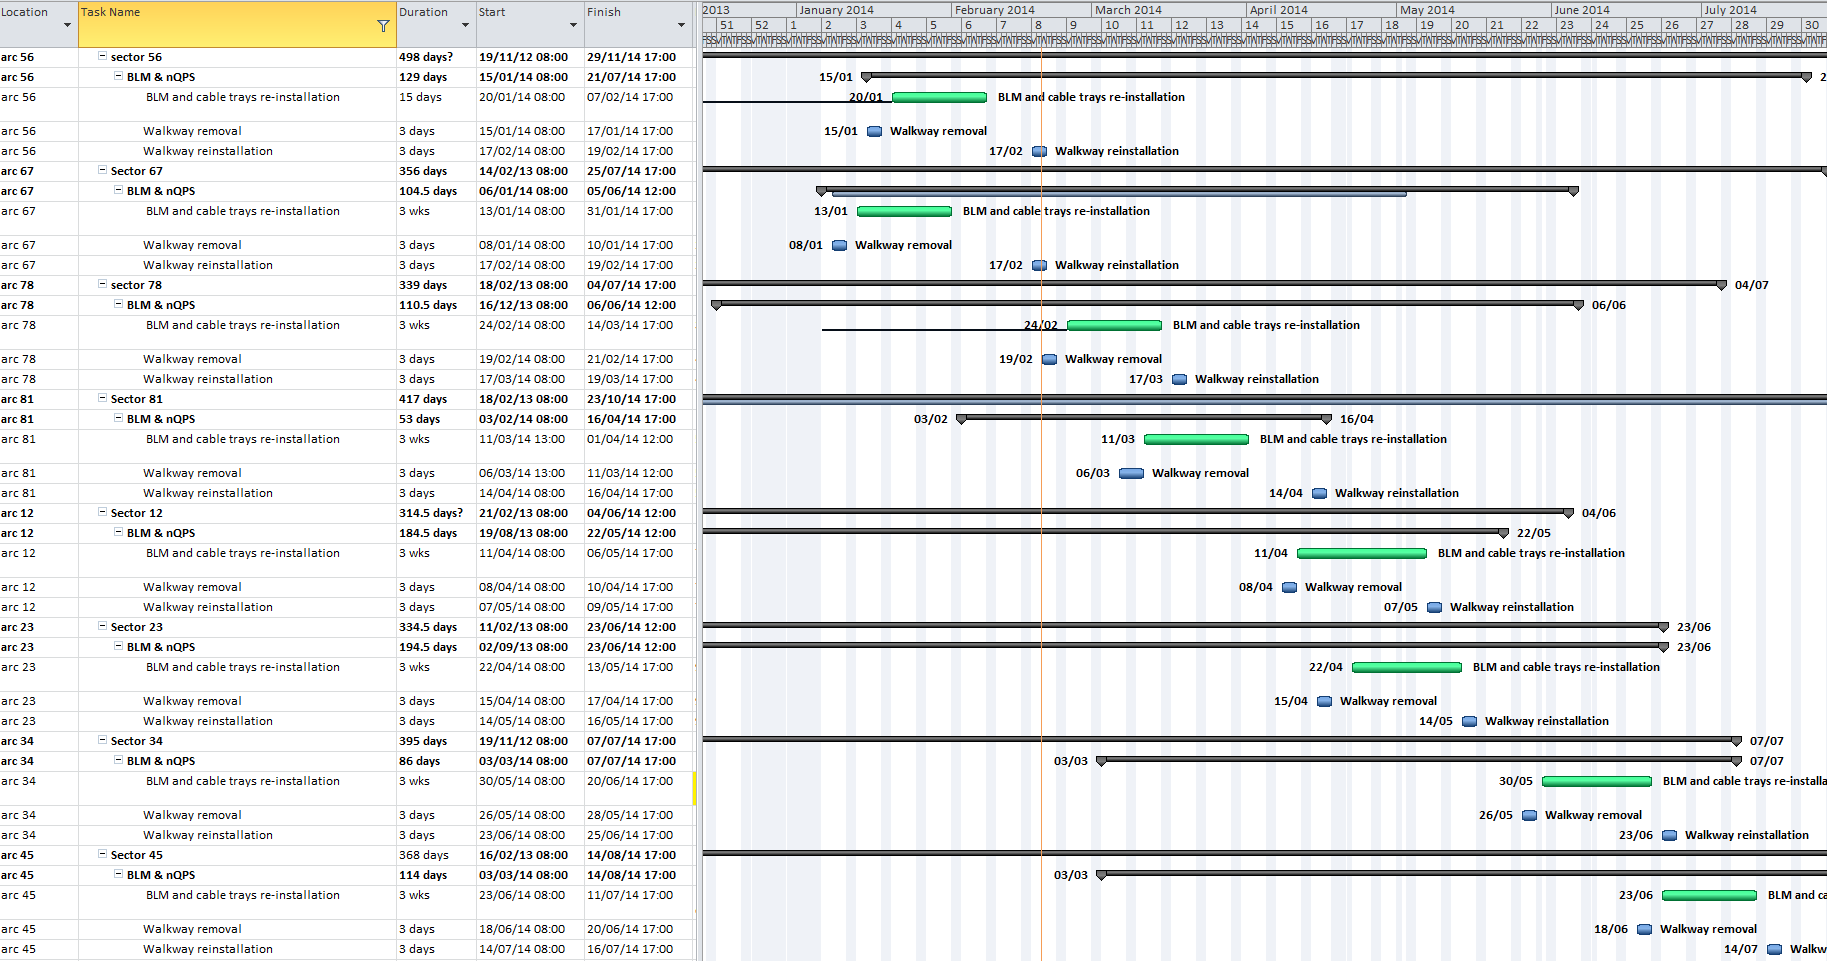 Location Task Name Duration Start Finish 2013 January 2014 February 2014 March 2014 April 2014 May 2014 June 2014 July 2014
51 52 1 2 3 4 5 6 7 8 9 10 11 12 13 14 15 16 17 18 19 20 21 22 23 24 25 26 27 28 29 30
arc 56 sector 56 498 days? 19/11/12 08:00 29/11/14 17:00
arc 56 BLM & nQPS 129 days 15/01/14 08:00 21/07/14 17:00 15/01 2
arc 56 BLM and cable trays re-installation 15 days 20/01/14 08:00 07/02/14 17:00 20/01 BLM and cable trays re-installation
arc 56 Walkway removal 3 days 15/01/14 08:00 17/01/14 17:00 15/01 Walkway removal
arc 56 Walkway reinstallation 3 days 17/02/14 08:00 19/02/14 17:00 17/02 Walkway reinstallation
arc 67 Sector 67 356 days 14/02/13 08:00 25/07/14 17:00
arc 67 BLM & nQPS 104.5 days 06/01/14 08:00 05/06/14 12:00
arc 67 BLM and cable trays re-installation 3 wks 13/01/14 08:00 31/01/14 17:00 13/01 BLM and cable trays re-installation
arc 67 Walkway removal 3 days 08/01/14 08:00 10/01/14 17:00 08/01 Walkway removal
arc 67 Walkway reinstallation 3 days 17/02/14 08:00 19/02/14 17:00 17/02 Walkway reinstallation
arc 78 sector 78 339 days 18/02/13 08:00 04/07/14 17:00 04/07
arc 78 BLM & nQPS 110.5 days 16/12/13 08:00 06/06/14 12:00 06/06
arc 78 BLM and cable trays re-installation 3 wks 24/02/14 08:00 14/03/14 17:00 24/02 BLM and cable trays re-installation
arc 78 Walkway removal 3 days 19/02/14 08:00 21/02/14 17:00 19/02 Walkway removal
arc 78 Walkway reinstallation 3 days 17/03/14 08:00 19/03/14 17:00 17/03 Walkway reinstallation
arc 81 Sector 81 417 days 18/02/13 08:00 23/10/14 17:00
arc 81 BLM & nQPS 53 days 03/02/14 08:00 16/04/14 17:00 03/02 16/04
arc 81 BLM and cable trays re-installation 3 wks 11/03/14 13:00 01/04/14 12:00 11/03 BLM and cable trays re-installation
arc 81 Walkway removal 3 days 06/03/14 13:00 11/03/14 12:00 06/03 Walkway removal
arc 81 Walkway reinstallation 3 days 14/04/14 08:00 16/04/14 17:00 14/04 Walkway reinstallation
arc 12 Sector 12 314.5 days? 21/02/13 08:00 04/06/14 12:00 04/06
arc 12 BLM & nQPS 184.5 days 19/08/13 08:00 22/05/14 12:00 22/05
arc 12 BLM and cable trays re-installation 3 wks 11/04/14 08:00 06/05/14 17:00 11/04 BLM and cable trays re-installation
arc 12 Walkway removal 3 days 08/04/14 08:00 10/04/14 17:00 08/04 Walkway removal
arc 12 Walkway reinstallation 3 days 07/05/14 08:00 09/05/14 17:00 07/05 Walkway reinstallation
arc 23 Sector 23 334.5 days 11/02/13 08:00 23/06/14 12:00 23/06
arc 23 BLM & nQPS 194.5 days 02/09/13 08:00 23/06/14 12:00 23/06
arc 23 BLM and cable trays re-installation 3 wks 22/04/14 08:00 13/05/14 17:00 22/04 BLM and cable trays re-installation
arc 23 Walkway removal 3 days 15/04/14 08:00 17/04/14 17:00 15/04 Walkway removal
arc 23 Walkway reinstallation 3 days 14/05/14 08:00 16/05/14 17:00 14/05 Walkway reinstallation
arc 34 Sector 34 395 days 19/11/12 08:00 07/07/14 17:00 07/07
arc 34 BLM & nQPS 86 days 03/03/14 08:00 07/07/14 17:00 03/03 07/07
arc 34 BLM and cable trays re-installation 3 wks 30/05/14 08:00 20/06/14 17:00 30/05 BLM and cable trays re-installa
arc 34 Walkway removal 3 days 26/05/14 08:00 28/05/14 17:00 26/05 Walkway removal
arc 34 Walkway reinstallation 3 days 23/06/14 08:00 25/06/14 17:00 23/06 Walkway reinstallation
arc 45 Sector 45 368 days 16/02/13 08:00 14/08/14 17:00
arc 45 BLM & nQPS 114 days 03/03/14 08:00 14/08/14 17:00 03/03
arc 45 BLM and cable trays re-installation 3 wks 23/06/14 08:00 11/07/14 17:00 23/06 BLM and ca
arc 45 Walkway removal 3 days 18/06/14 08:00 20/06/14 17:00 18/06 Walkway removal
arc 45 Walkway reinstallation 3 days 14/07/14 08:00 16/07/14 17:00 14/07 Walkw